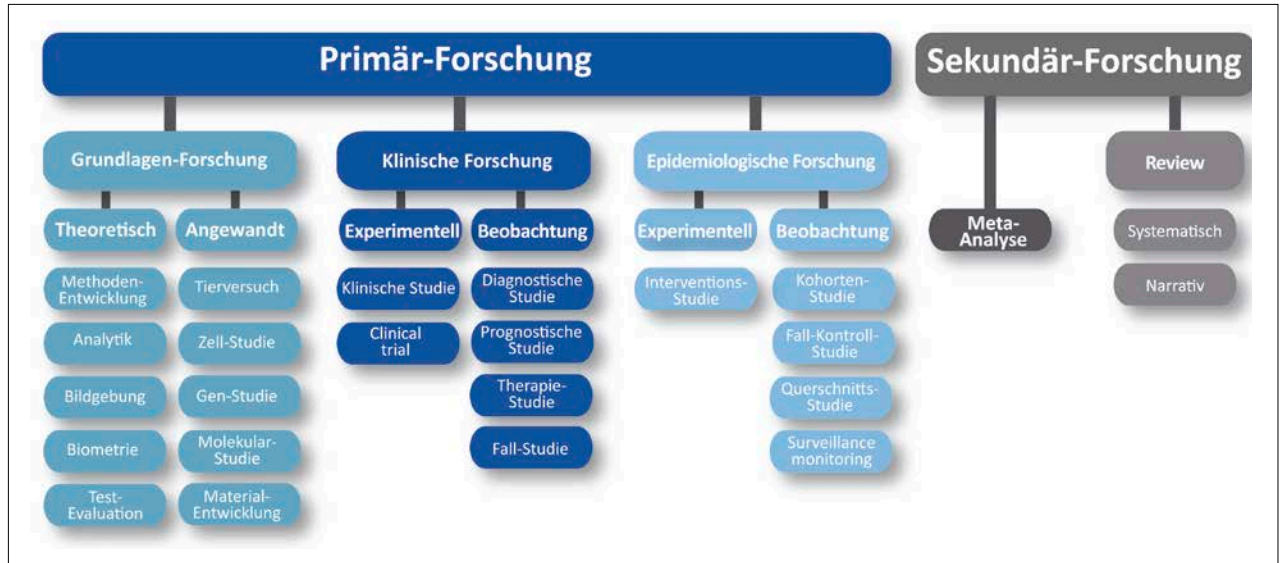 Primär-Forschung
Sekundär-Forschung
Grundlagen-Forschung
Klinische Forschung
Epidemiologische Forschung
Review
Theoretisch
Angewandt
Experimentell
Beobachtung
Experimentell
Beobachtung
Meta-
Analyse
Systematisch
Methoden-
Entwicklung
Tierversuch
Klinische Studie
Diagnostische
Studie
Interventions-
Studie
Kohorten-
Studie
Narrativ
Analytik
Zell-Studie
Clinical
trial
Prognostische
Studie
Fall-Kontroll-
Studie
Bildgebung
Gen-Studie
Therapie-
Studie
Querschnitts-
Studie
Biometrie
Molekular-
Studie
Fall-Studie
Surveillance
monitoring
Test-
Evaluation
Material-
Entwicklung